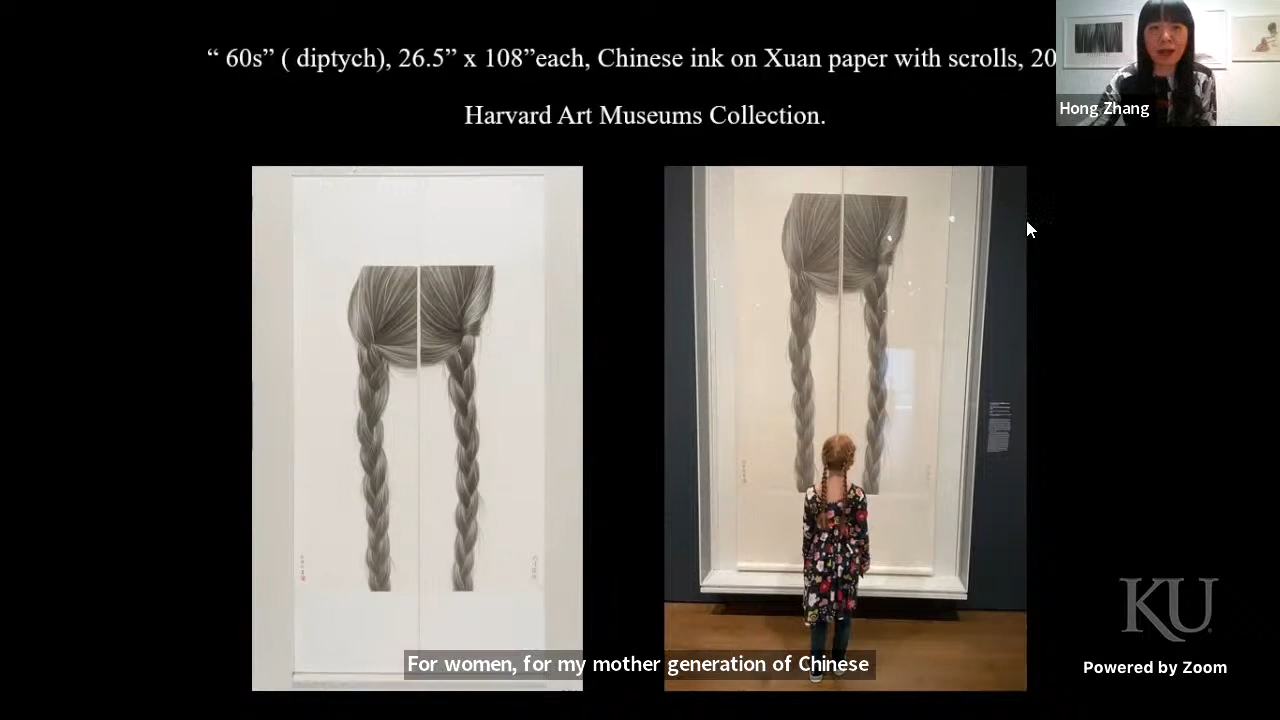 “ 60s” ( diptych), 26.5” x 108”each, Chinese ink on Xuan paper with scrolls, 20
Harvard Art Museums Collection.
Hong Zhang
For women, for my mother generation of Chinese
KU
Powered by Zoom